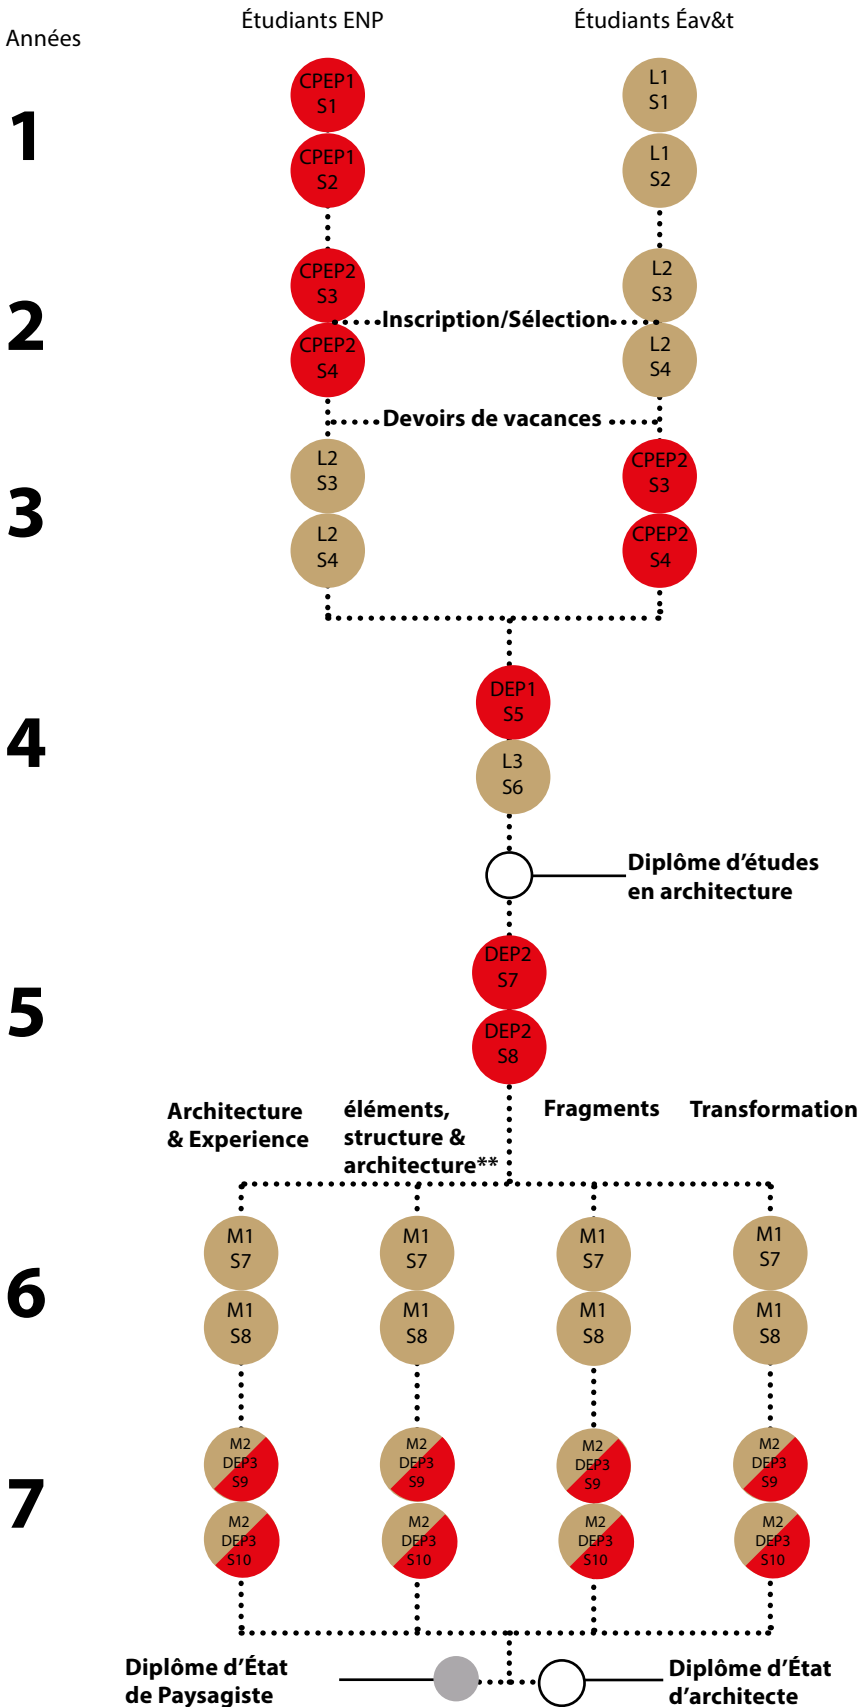 Années
Étudiants ENP
Étudiants Éav&t
1
CPEP1
S1
L1
S1
CPEP1
S2
L1
S2
2
CPEP2
S3
L2
S3
Inscription/Sélection
CPEP2
S4
L2
S4
Devoirs de vacances
3
L2
S3
CPEP2
S3
L2
S4
CPEP2
S4
4
DEP1
S5
L3
S6
Diplôme d'études
en architecture
5
DEP2
S7
DEP2
S8
Architecture
& Experience
éléments,
structure &
architecture**
Fragments
Transformation
6
M1
S7
M1
S7
M1
S7
M1
S7
M1
S8
M1
S8
M1
S8
M1
S8
7
M2
DEP3
S9
M2
DEP3
S9
M2
DEP3
S9
M2
DEP3
S9
M2
DEP3
S10
M2
DEP3
S10
M2
DEP3
S10
M2
DEP3
S10
Diplôme d'État
de Paysagiste
Diplôme d'État
d'architecte